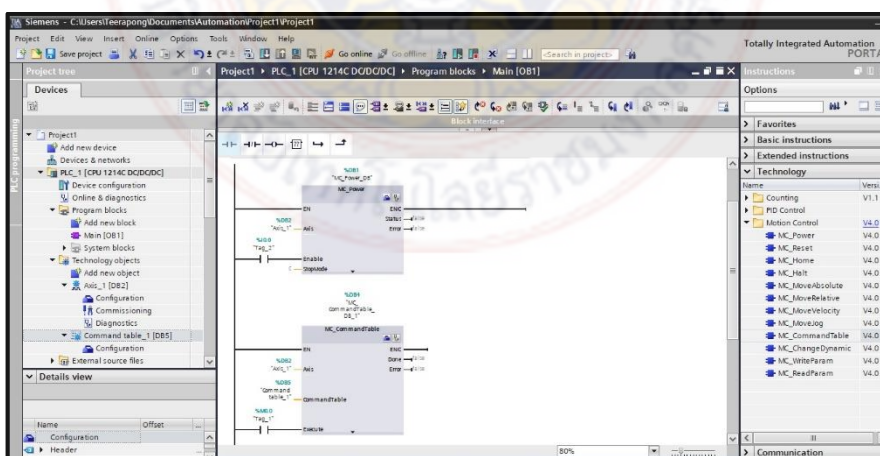 Siemens - C:\Users\Teerapong\Documents\Automation\Project1\Project1
Project Edit View Insert Online Options Tools Window Help
Totally Integrated Automation
PORTA
Save project
Go online
Go offline
<Search in project>
Project tree
Devices
PLC programming
Project1
Add new device
Devices & networks
PLC_1 [CPU 1214C DC/DC/DC]
Device configuration
Online & diagnostics
Program blocks
Add new block
Main [OB1]
System blocks
Technology objects
Add new object
Axis_1 [DB2]
Configuration
Commissioning
Diagnostics
Command table_1 [DB5]
Configuration
External source files
Details view
Name Offset
Configuration
Header
Project1 ▸ PLC_1 [CPU 1214C DC/DC/DC] ▸ Program blocks ▸ Main [OB1]
Block interface
%DB1
"MC_Power_DB"
MC_Power
EN ENO
Status false
Error false
%DB2
"Axis_1" Axis
"Tag_2"
Enable
StopMode
%DB4
"MC_
CommandTable_
DB_1"
MC_CommandTable
EN ENO
Done false
Error false
%DB2
"Axis_1" Axis
%DB5
"Command
table_1" CommandTable
"Tag_1"
Execute
80%
Instructions
Options
Favorites
Basic instructions
Extended instructions
Technology
Name Versi
Counting V1.1
PID Control
Motion Control V4.0
MC_Power V4.0
MC_Reset V4.0
MC_Home V4.0
MC_Halt V4.0
MC_MoveAbsolute V4.0
MC_MoveRelative V4.0
MC_MoveVelocity V4.0
MC_MoveJog V4.0
MC_CommandTable V4.0
MC_ChangeDynamic V4.0
MC_WriteParam V4.0
MC_ReadParam V4.0
Communication